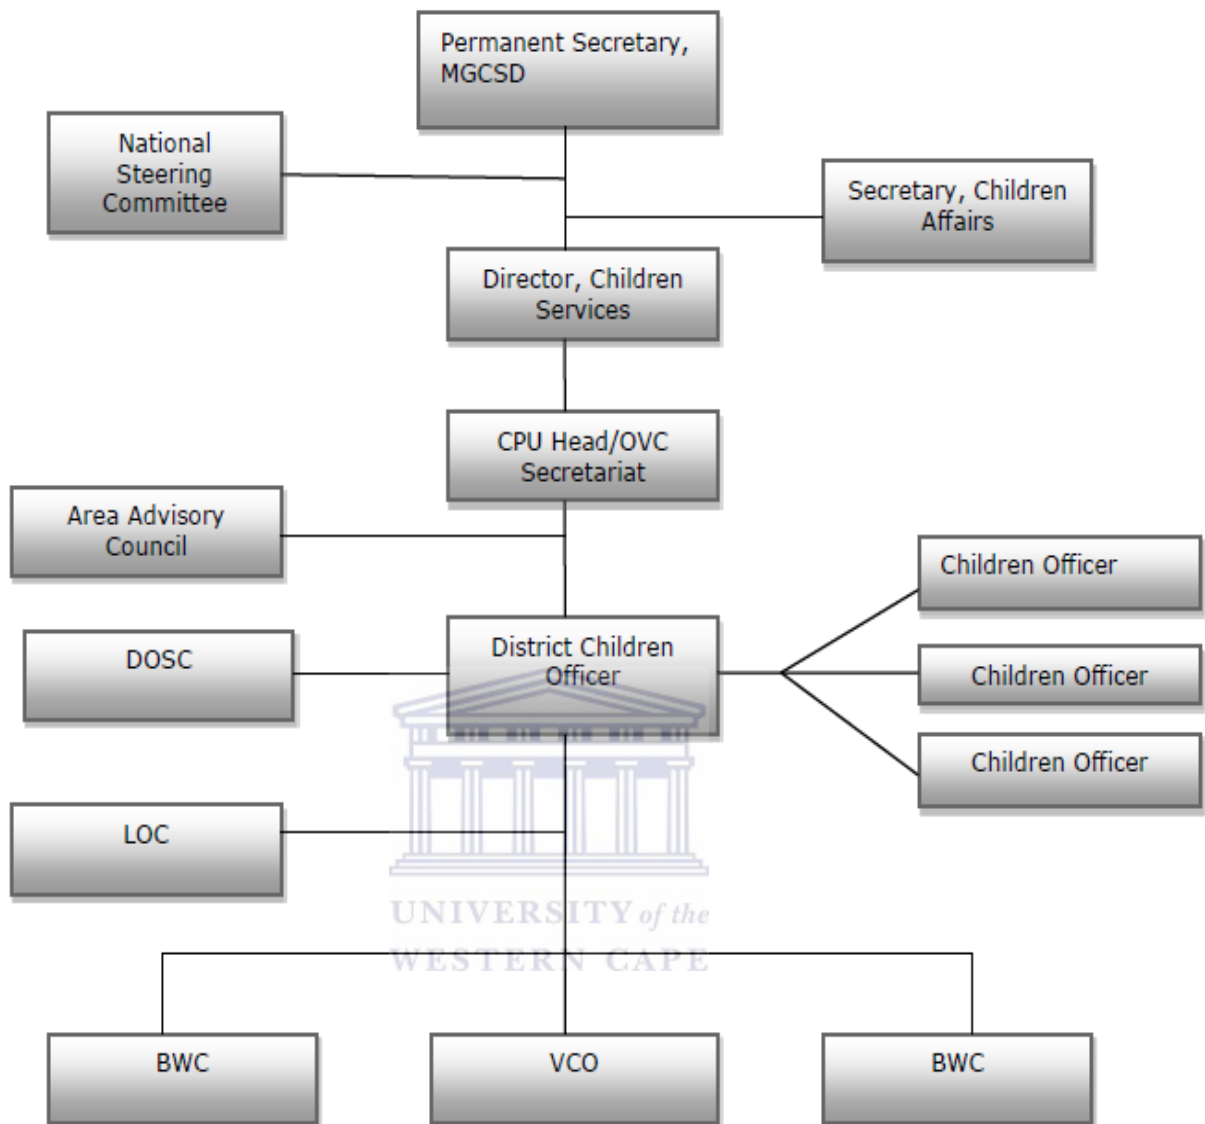 Permanent Secretary,
MGCSD
National
Steering
Committee
Secretary, Children
Affairs
Director, Children
Services
CPU Head/OVC
Secretariat
Area Advisory
Council
Children Officer
District Children
Officer
DOSC
Children Officer
Children Officer
LOC
UNIVERSITY of the
WESTERN CAPE
BWC
VCO
BWC